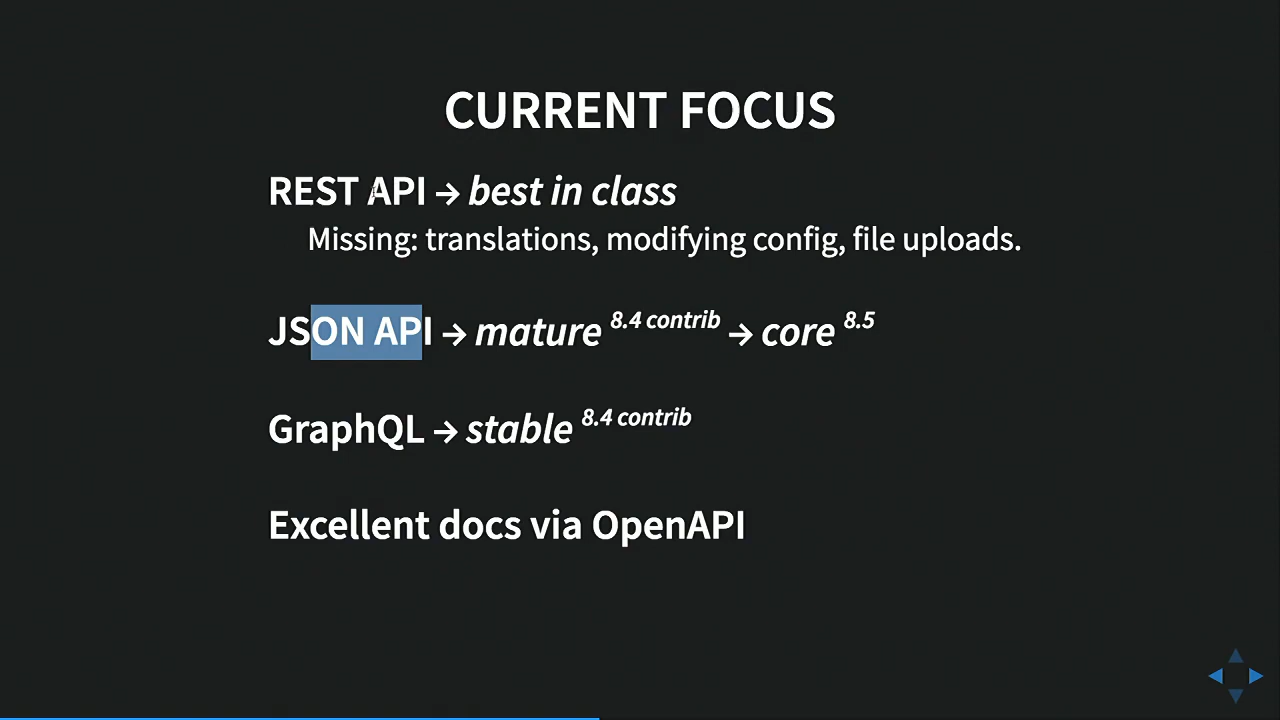 CURRENT FOCUS
REST API → best in class
Missing: translations, modifying config, file uploads.
JSON API → mature 8.4 contrib → core 8.5
GraphQL → stable 8.4 contrib
Excellent docs via OpenAPI